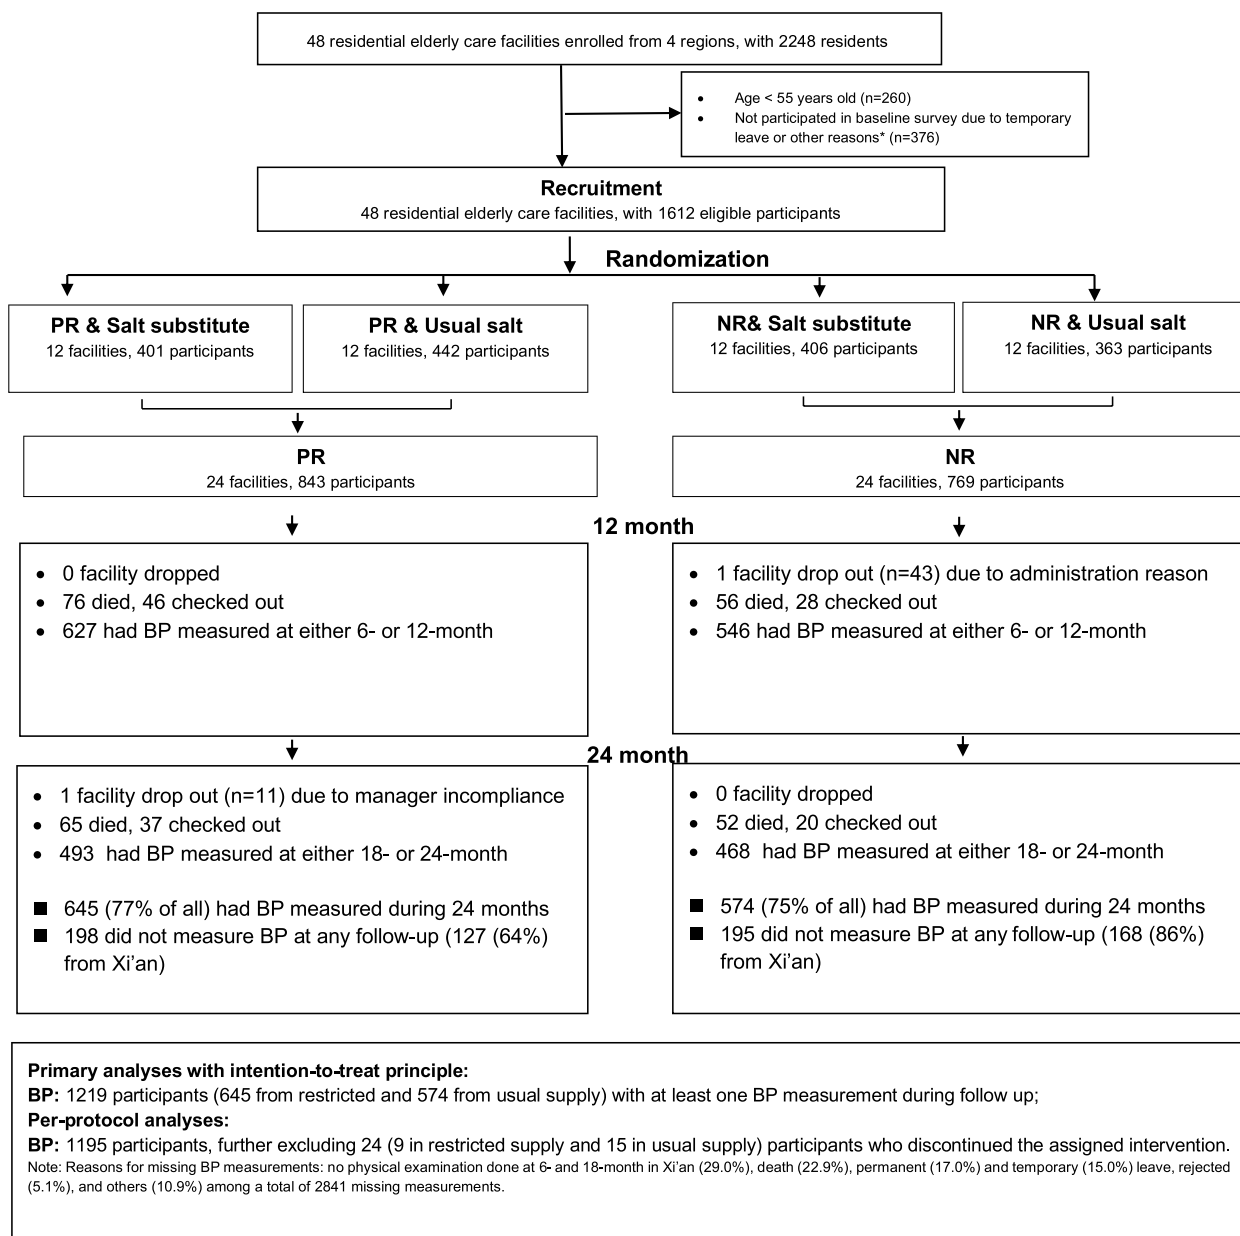 48 residential elderly care facilities enrolled from 4 regions, with 2248 residents
• Age < 55 years old (n=260)
• Not participated in baseline survey due to temporary
leave or other reasons* (n=376)
Recruitment
48 residential elderly care facilities, with 1612 eligible participants
Randomization
PR & Salt substitute
12 facilities, 401 participants
PR & Usual salt
12 facilities, 442 participants
NR& Salt substitute
12 facilities, 406 participants
NR & Usual salt
12 facilities, 363 participants
PR
24 facilities, 843 participants
NR
24 facilities, 769 participants
12 month
• 0 facility dropped
• 76 died, 46 checked out
• 627 had BP measured at either 6- or 12-month
• 1 facility drop out (n=43) due to administration reason
• 56 died, 28 checked out
• 546 had BP measured at either 6- or 12-month
24 month
• 1 facility drop out (n=11) due to manager incompliance
• 65 died, 37 checked out
• 493 had BP measured at either 18- or 24-month
■ 645 (77% of all) had BP measured during 24 months
■ 198 did not measure BP at any follow-up (127 (64%)
from Xi’an)
• 0 facility dropped
• 52 died, 20 checked out
• 468 had BP measured at either 18- or 24-month
■ 574 (75% of all) had BP measured during 24 months
■ 195 did not measure BP at any follow-up (168 (86%)
from Xi’an)
Primary analyses with intention-to-treat principle:
BP: 1219 participants (645 from restricted and 574 from usual supply) with at least one BP measurement during follow up;
Per-protocol analyses:
BP: 1195 participants, further excluding 24 (9 in restricted supply and 15 in usual supply) participants who discontinued the assigned intervention.
Note: Reasons for missing BP measurements: no physical examination done at 6- and 18-month in Xi’an (29.0%), death (22.9%), permanent (17.0%) and temporary (15.0%) leave, rejected
(5.1%), and others (10.9%) among a total of 2841 missing measurements.